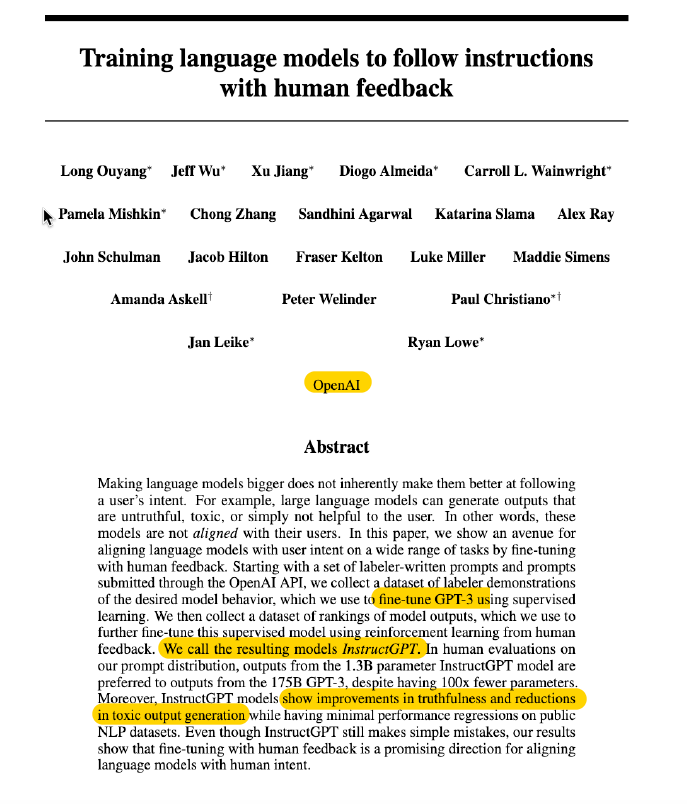 Training language models to follow instructions
with human feedback
Long Ouyang* Jeff Wu* Xu Jiang* Diogo Almeida* Carroll L. Wainwright*
Pamela Mishkin* Chong Zhang Sandhini Agarwal Katarina Slama Alex Ray
John Schulman Jacob Hilton Fraser Kelton Luke Miller Maddie Simens
Amanda Askell† Peter Welinder Paul Christiano*†
Jan Leike* Ryan Lowe*
OpenAI
Abstract
Making language models bigger does not inherently make them better at following
a user's intent. For example, large language models can generate outputs that
are untruthful, toxic, or simply not helpful to the user. In other words, these
models are not aligned with their users. In this paper, we show an avenue for
aligning language models with user intent on a wide range of tasks by fine-tuning
with human feedback. Starting with a set of labeler-written prompts and prompts
submitted through the OpenAI API, we collect a dataset of labeler demonstrations
of the desired model behavior, which we use to fine-tune GPT-3 using supervised
learning. We then collect a dataset of rankings of model outputs, which we use to
further fine-tune this supervised model using reinforcement learning from human
feedback. We call the resulting models InstructGPT. In human evaluations on
our prompt distribution, outputs from the 1.3B parameter InstructGPT model are
preferred to outputs from the 175B GPT-3, despite having 100x fewer parameters.
Moreover, InstructGPT models show improvements in truthfulness and reductions
in toxic output generation while having minimal performance regressions on public
NLP datasets. Even though InstructGPT still makes simple mistakes, our results
show that fine-tuning with human feedback is a promising direction for aligning
language models with human intent.